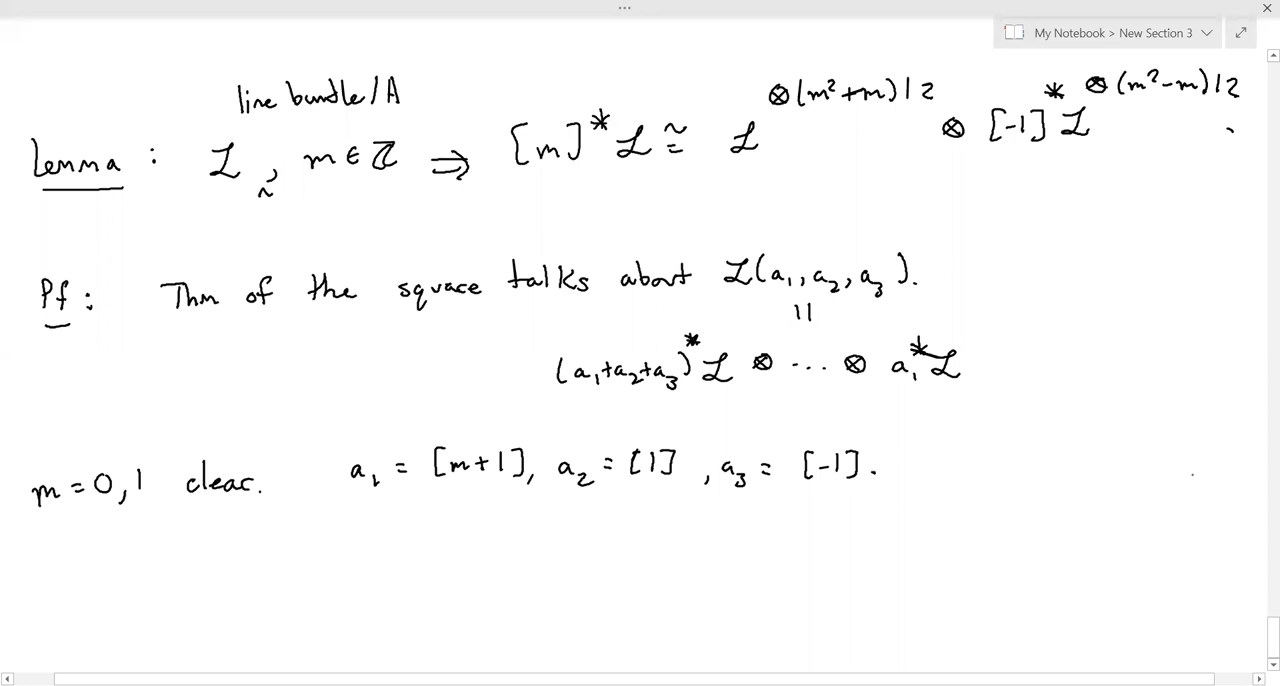 My Notebook > New Section 3
line bundle/A
Lemma : ℒ, m ∈ ℤ ⇒ [m]* ℒ ≅ ℒ ⊗(m²+m)/2 ⊗ [-1]* ℒ ⊗(m²-m)/2
Pf : Thm of the square talks about ℒ(a₁, a₂, a₃).
||
(a₁+a₂+a₃)* ℒ ⊗ ... ⊗ a₁* ℒ
m = 0, 1 clear. a₁ = [m+1], a₂ = [1], a₃ = [-1].